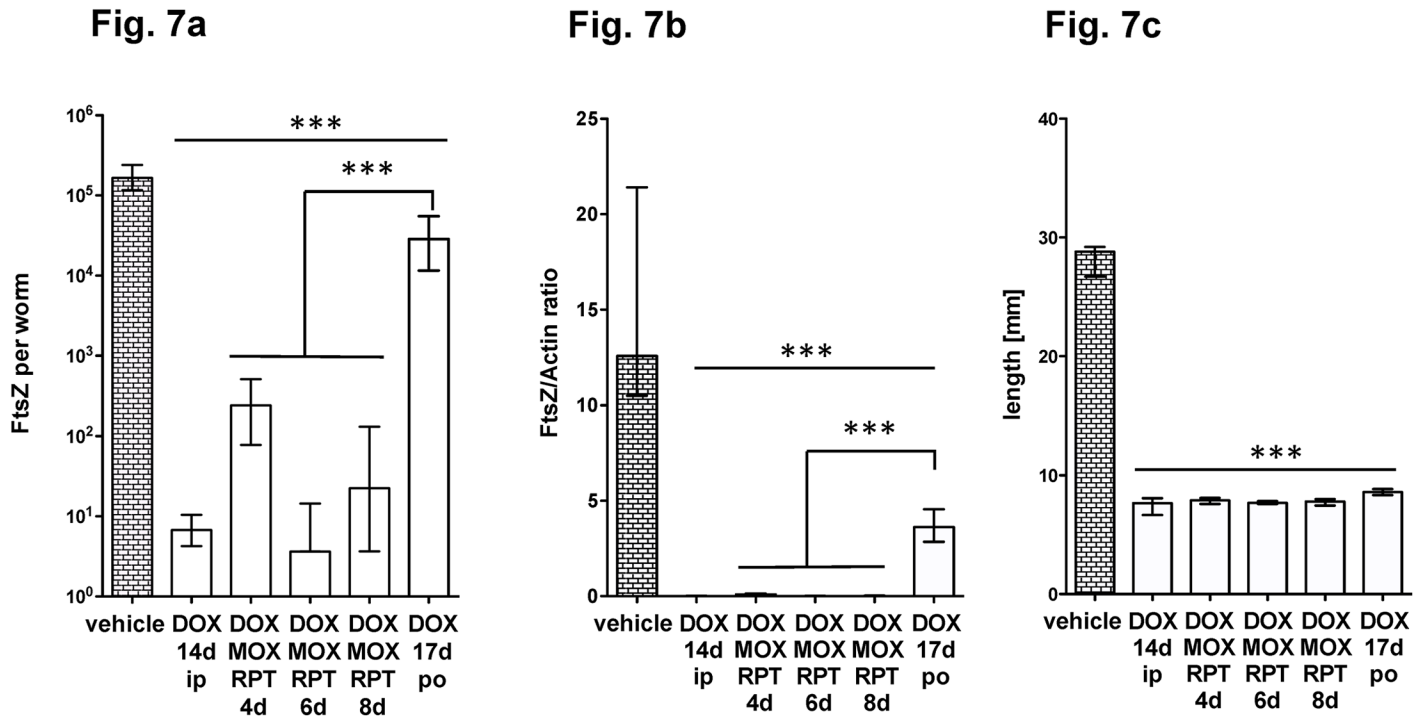 Fig. 7a
Fig. 7b
Fig. 7c
FtsZ per worm
10^6
10^5
10^4
10^3
10^2
10^1
10^0
***
***
vehicle DOX DOX DOX DOX DOX
14d MOX MOX MOX 17d
ip RPT RPT RPT po
4d 6d 8d
FtsZ/Actin ratio
25
20
15
10
5
0
***
***
vehicle DOX DOX DOX DOX DOX
14d MOX MOX MOX 17d
ip RPT RPT RPT po
4d 6d 8d
length [mm]
40
30
20
10
0
***
vehicle DOX DOX DOX DOX DOX
14d MOX MOX MOX 17d
ip RPT RPT RPT po
4d 6d 8d